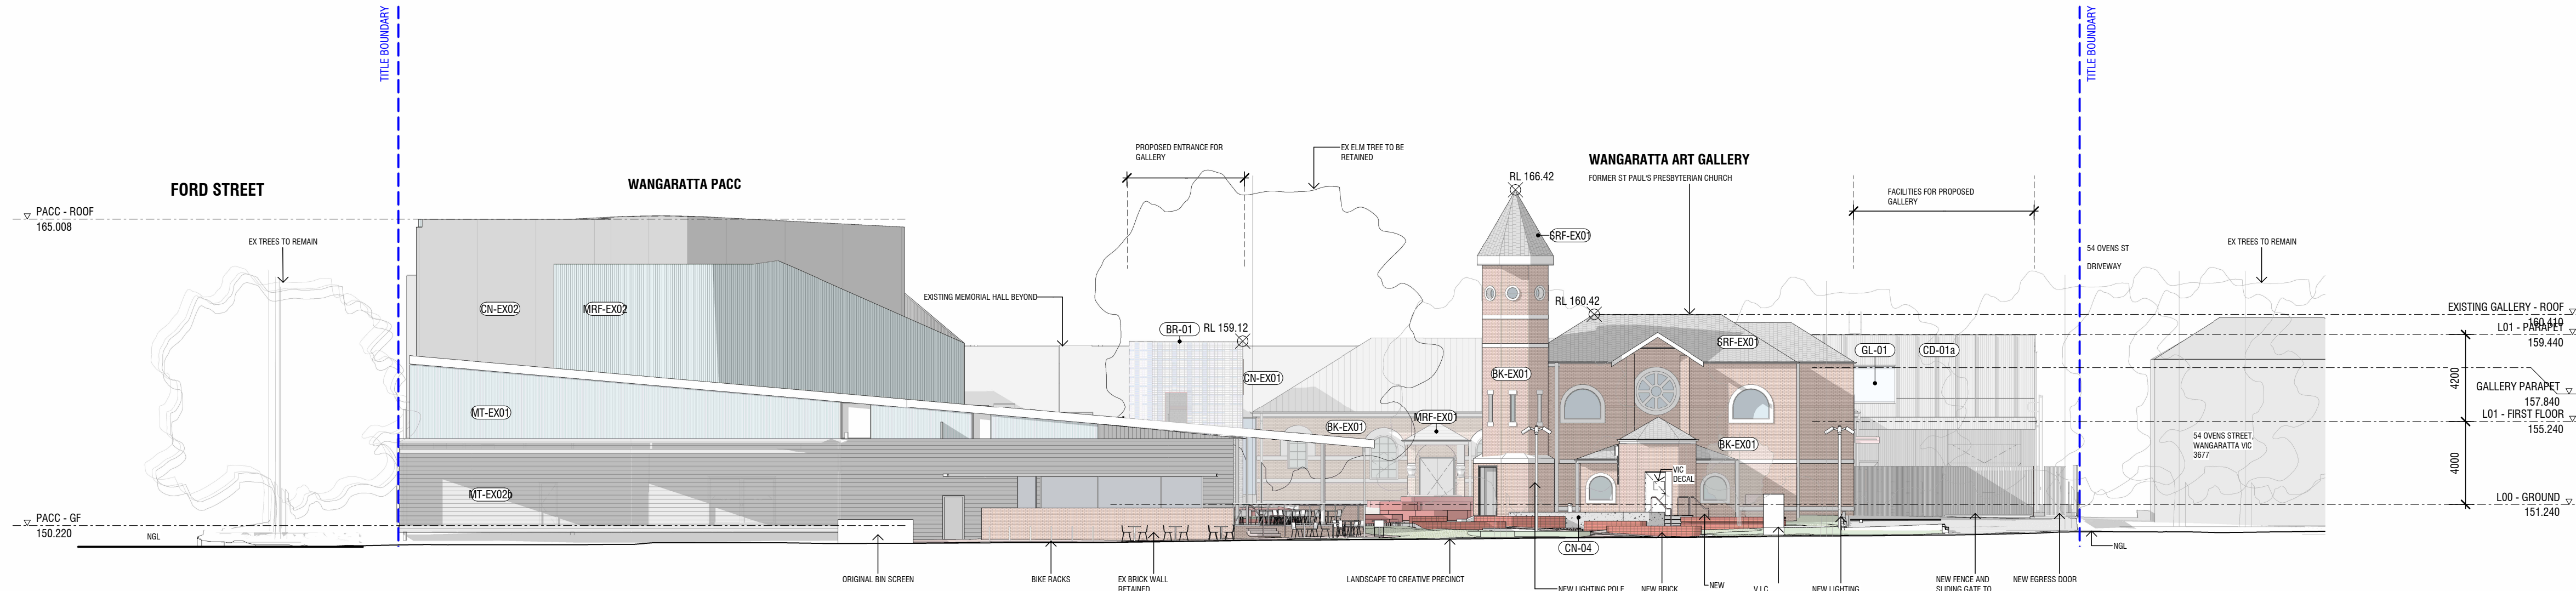 TITLE BOUNDARY
TITLE BOUNDARY
FORD STREET
WANGARATTA PACC
PROPOSED ENTRANCE FOR
GALLERY
EX ELM TREE TO BE
RETAINED
WANGARATTA ART GALLERY
FORMER ST PAUL'S PRESBYTERIAN CHURCH
RL 166.42
FACILITIES FOR PROPOSED
GALLERY
PACC - ROOF
165.008
EX TREES TO REMAIN
SRF-EX01
54 OVENS ST
DRIVEWAY
EX TREES TO REMAIN
CN-EX02
MRF-EX02
EXISTING MEMORIAL HALL BEYOND
RL 160.42
EXISTING GALLERY - ROOF
160.410
L01 - PARAPET
159.440
BR-01
RL 159.12
SRF-EX01
GL-01
CD-01a
CN-EX01
BK-EX01
4200
GALLERY PARAPET
157.840
MT-EX01
MRF-EX01
BK-EX01
L01 - FIRST FLOOR
155.240
BK-EX01
54 OVENS STREET,
WANGARATTA VIC
3677
4000
VIC
DECAL
MT-EX02b
L00 - GROUND
151.240
PACC - GF
150.220
NGL
CN-04
NGL
ORIGINAL BIN SCREEN
BIKE RACKS
EX BRICK WALL
RETAINED
LANDSCAPE TO CREATIVE PRECINCT
NEW LIGHTING POLE
NEW BRICK
NEW
V.I.C
NEW LIGHTING
NEW FENCE AND
SLIDING GATE TO
NEW EGRESS DOOR